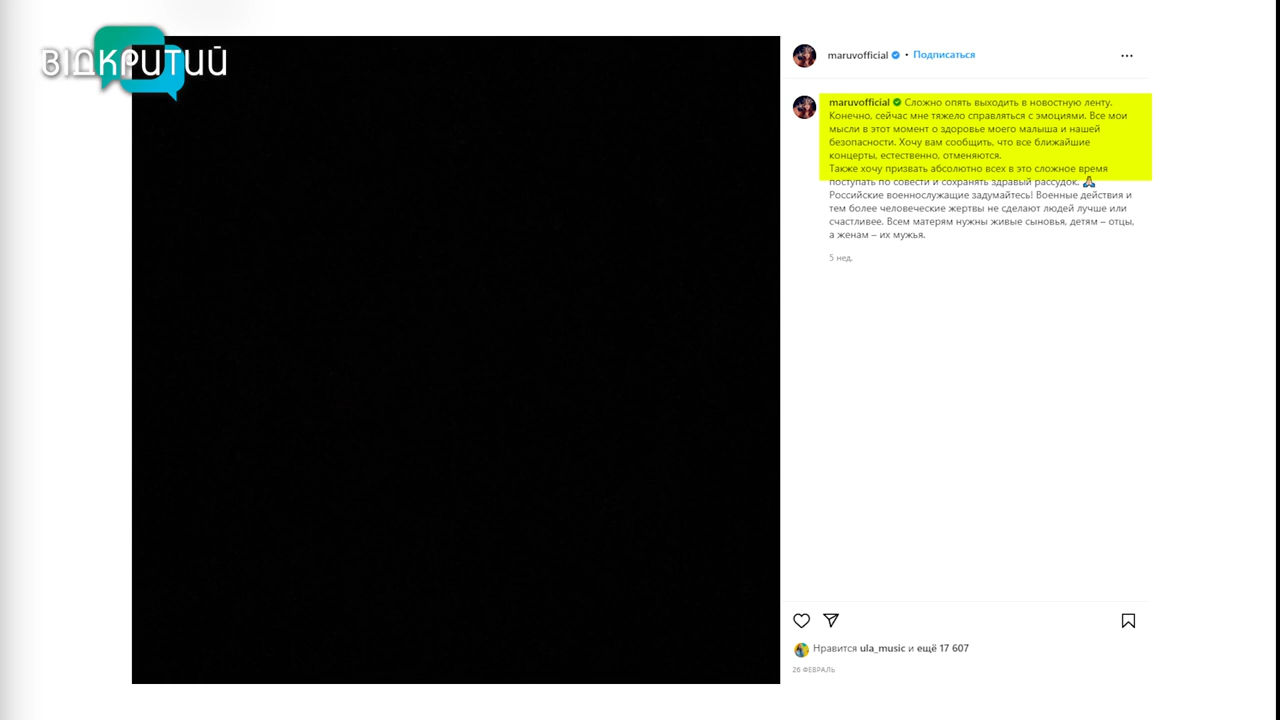 ВІДКРИТИЙ
maruvofficial • Подписаться
maruvofficial Сложно опять выходить в новостную ленту.
Конечно, сейчас мне тяжело справляться с эмоциями. Все мои
мысли в этот момент о здоровье моего малыша и нашей
безопасности. Хочу вам сообщить, что все ближайшие
концерты, естественно, отменяются.
Также хочу призвать абсолютно всех в это сложное время
поступать по совести и сохранять здравый рассудок. 🙏
Российские военнослужащие задумайтесь! Военные действия и
тем более человеческие жертвы не сделают людей лучше или
счастливее. Всем матерям нужны живые сыновья, детям – отцы,
а женам – их мужья.
5 нед.
Нравится ula_music и ещё 17 607
26 ФЕВРАЛЬ